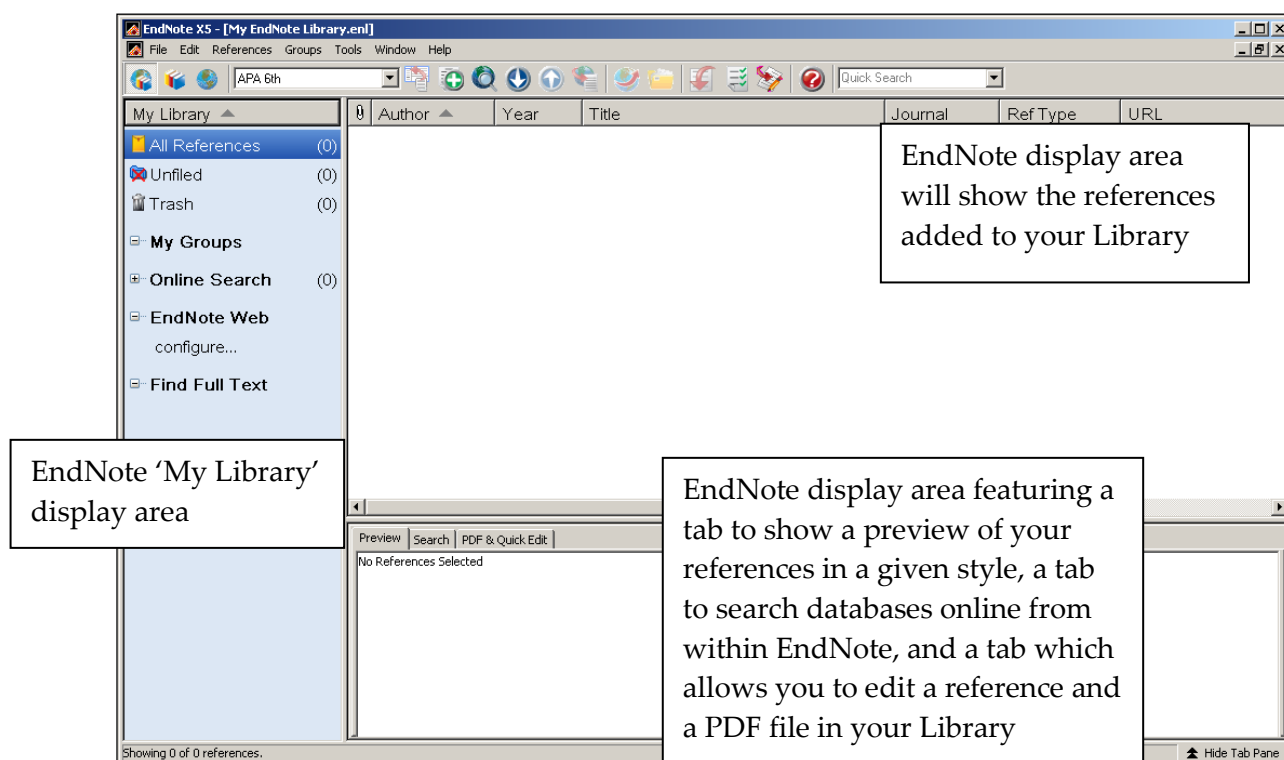 EndNote X5 - [My EndNote Library.enl]
File Edit References Groups Tools Window Help
APA 6th Quick Search
My Library Author Year Title Journal Ref Type URL
All References (0)
Unfiled (0)
Trash (0)
My Groups
Online Search (0)
EndNote Web
configure...
Find Full Text
EndNote display area
will show the references
added to your Library
EndNote ‘My Library’
display area
Preview Search PDF & Quick Edit
No References Selected
EndNote display area featuring a
tab to show a preview of your
references in a given style, a tab
to search databases online from
within EndNote, and a tab which
allows you to edit a reference and
a PDF file in your Library
Showing 0 of 0 references.
Hide Tab Pane